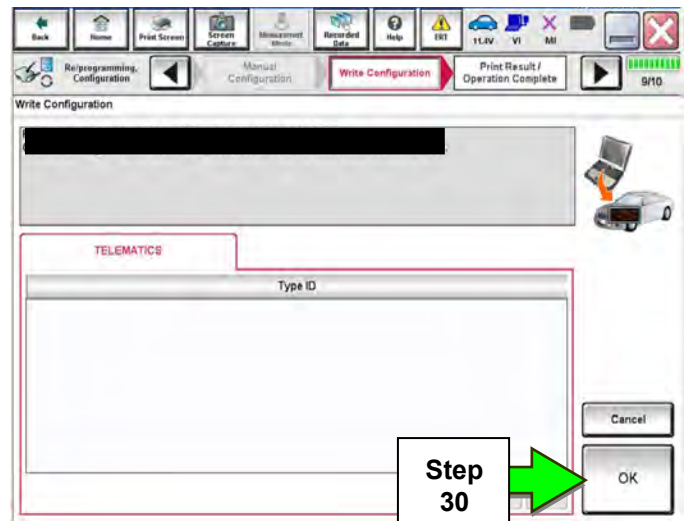 Back
Home
Print Screen
Screen Capture
Measurement Mode
Recorded Data
Help
ERT
11.4V
VI
MI
Re/programming, Configuration
Manual Configuration
Write Configuration
Print Result / Operation Complete
9/10
Write Configuration
TELEMATICS
Type ID
Cancel
OK
Step
30